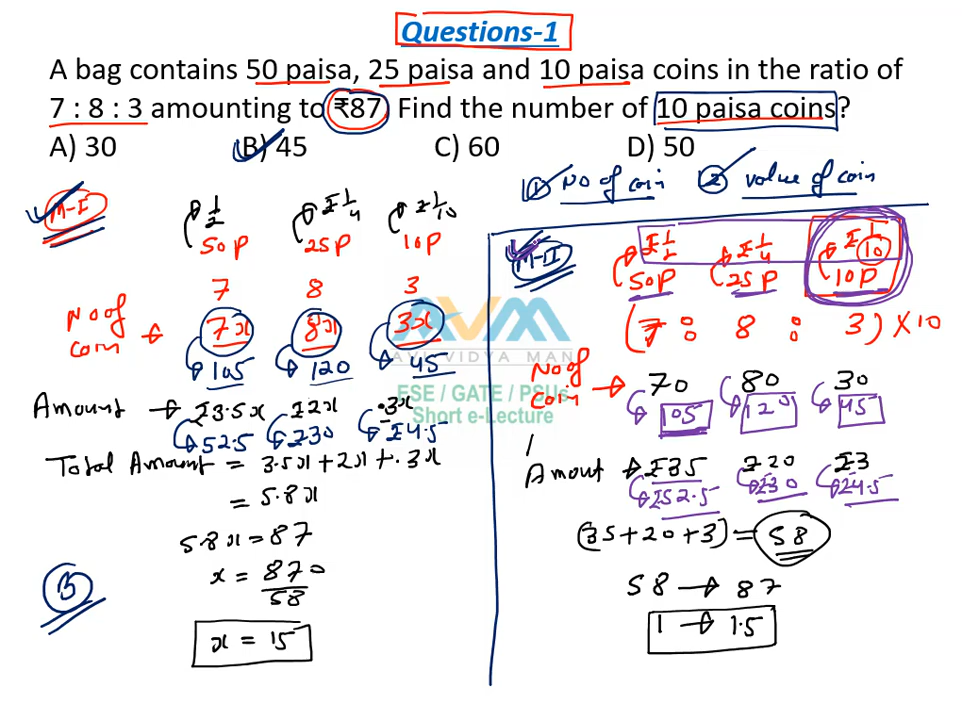 Questions-1
A bag contains 50 paisa, 25 paisa and 10 paisa coins in the ratio of
7 : 8 : 3 amounting to ₹87. Find the number of 10 paisa coins?
A) 30 B) 45 C) 60 D) 50
① No of coin ② value of coin
M-I
₹1/2 ₹1/4 ₹1/10
50P 25P 10P
7 8 3
No of coin → 7x 8x 3x
105 120 45
Amount → ₹3.5x ₹2x .3x
₹52.5 ₹30 ₹4.5
Total Amount = 3.5x + 2x + .3x
= 5.8x
5.8x = 87
x = 870/58
x = 15
B
M-II
₹1/2 ₹1/4 ₹1/10
50P 25P 10P
(7 : 8 : 3) × 10
No of coin → 70 80 30
105 120 45
Amount → ₹35 ₹20 ₹3
₹52.5 ₹30 ₹4.5
(35+20+3) = 58
58 → 87
1 → 1.5
AVM
AVI VIDYA MAN
ESE / GATE / PSUs
Short e-Lecture